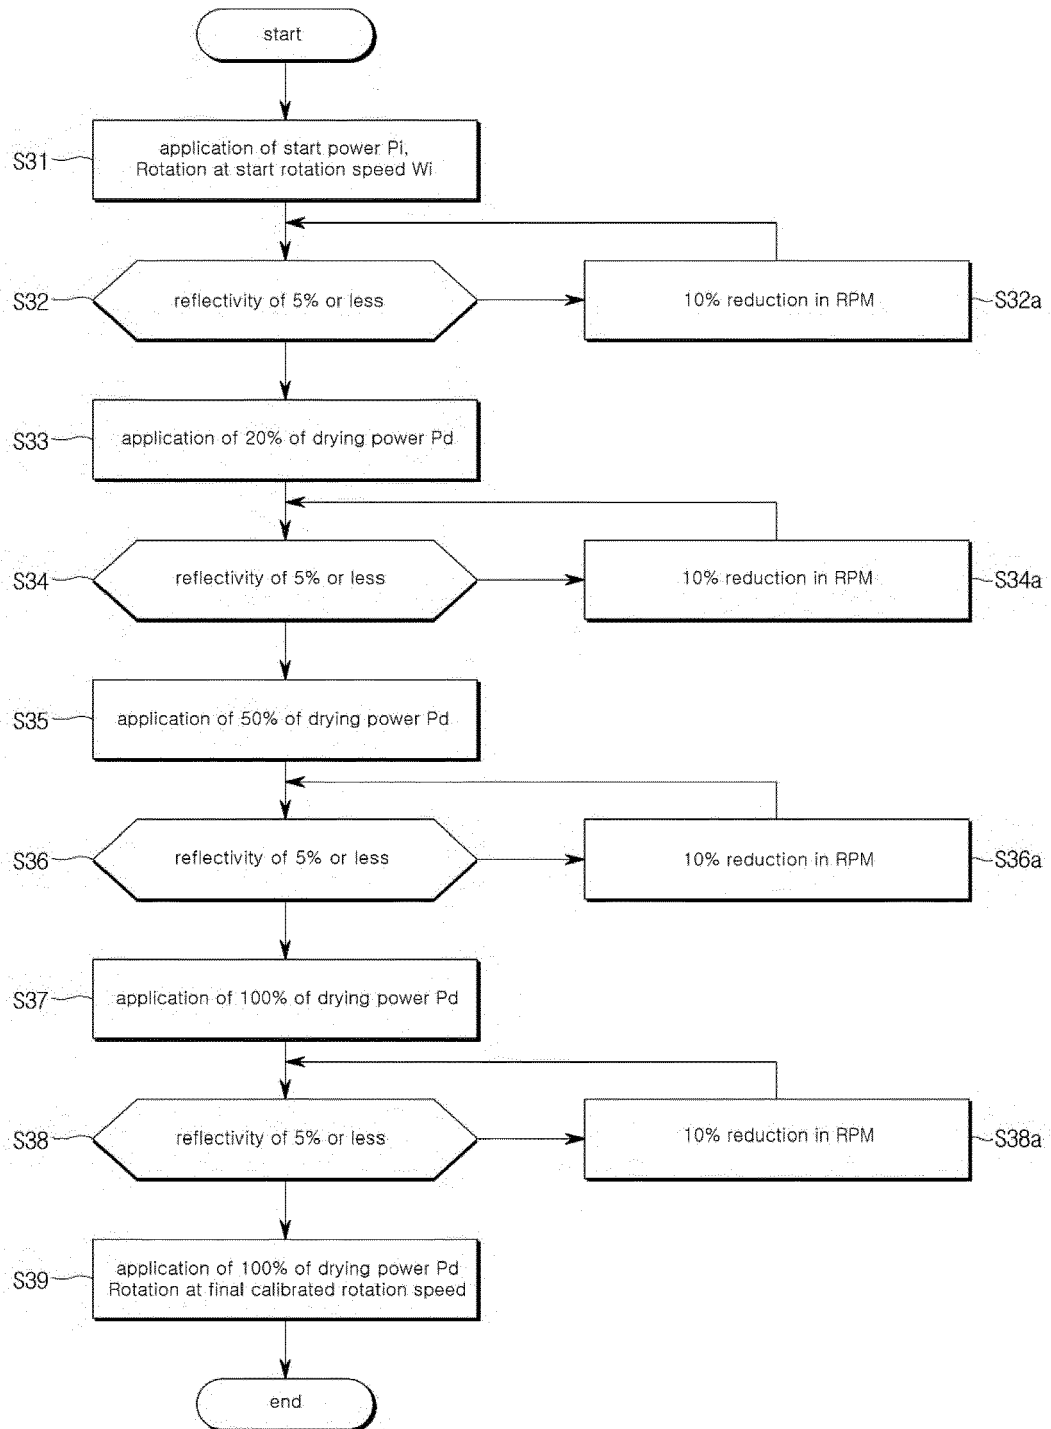 start
S31
application of start power Pi,
Rotation at start rotation speed Wi
S32
reflectivity of 5% or less
10% reduction in RPM
S32a
S33
application of 20% of drying power Pd
S34
reflectivity of 5% or less
10% reduction in RPM
S34a
S35
application of 50% of drying power Pd
S36
reflectivity of 5% or less
10% reduction in RPM
S36a
S37
application of 100% of drying power Pd
S38
reflectivity of 5% or less
10% reduction in RPM
S38a
S39
application of 100% of drying power Pd
Rotation at final calibrated rotation speed
end